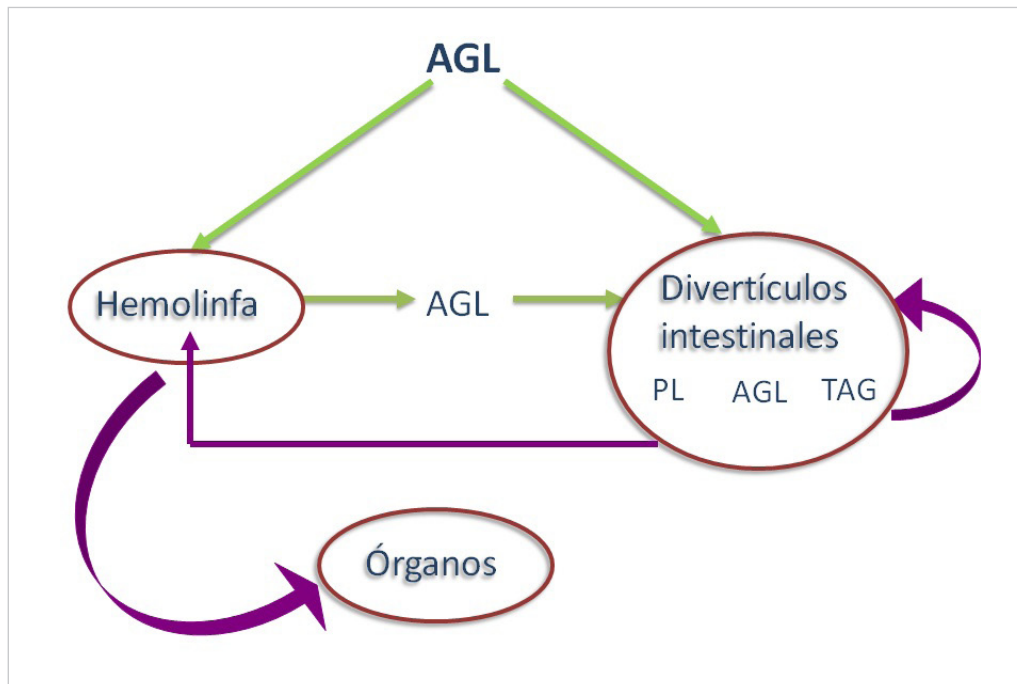 AGL
Hemolinfa
AGL
Divertículos
intestinales
PL AGL TAG
Órganos